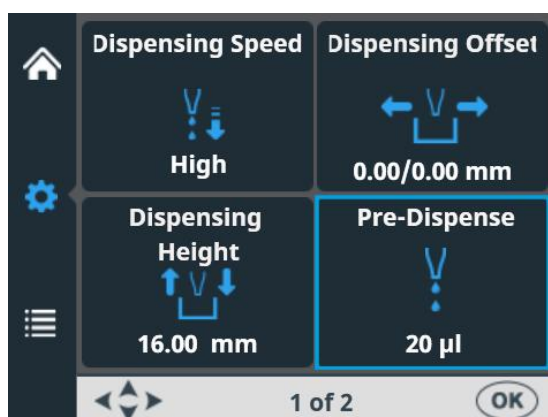 Dispensing Speed
High
Dispensing Offset
0.00/0.00 mm
Dispensing
Height
16.00 mm
Pre-Dispense
20 µl
1 of 2
OK